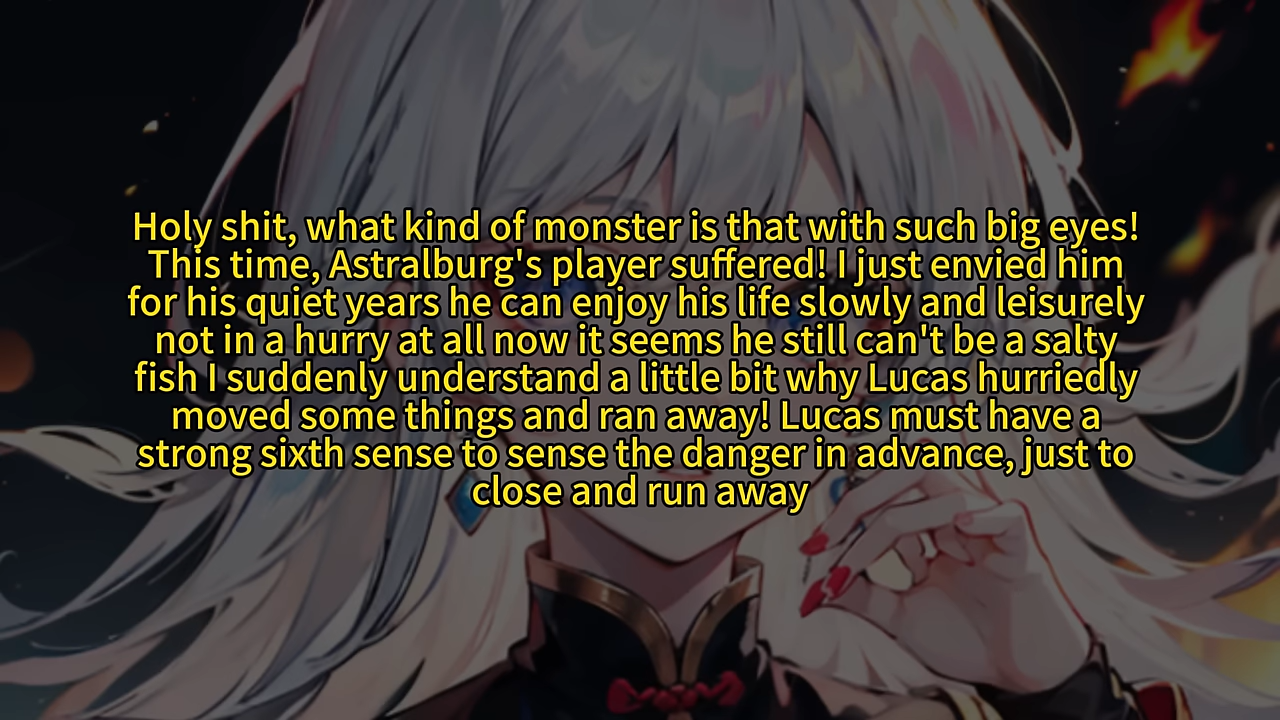 Holy shit, what kind of monster is that with such big eyes!
This time, Astralburg's player suffered! I just envied him
for his quiet years he can enjoy his life slowly and leisurely
not in a hurry at all now it seems he still can't be a salty
fish I suddenly understand a little bit why Lucas hurriedly
moved some things and ran away! Lucas must have a
strong sixth sense to sense the danger in advance, just to
close and run away